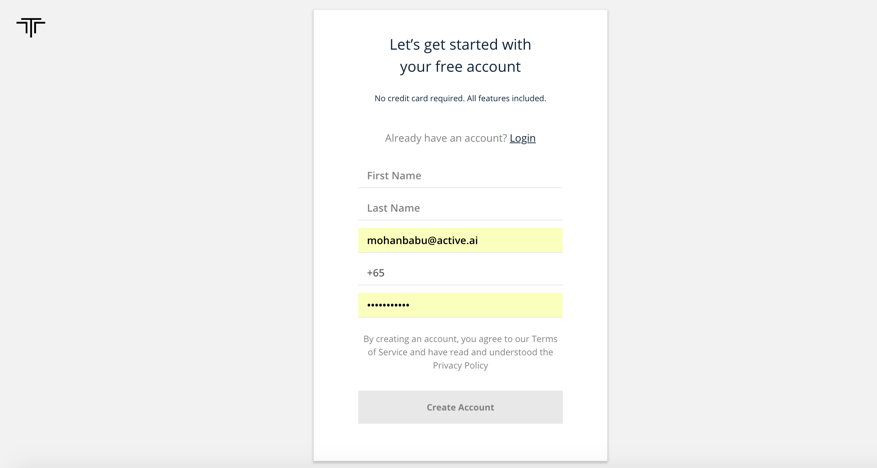 Let’s get started with
your free account
No credit card required. All features included.
Already have an account? Login
First Name
Last Name
mohanbabu@active.ai
+65
•••••••••••
By creating an account, you agree to our Terms
of Service and have read and understood the
Privacy Policy
Create Account